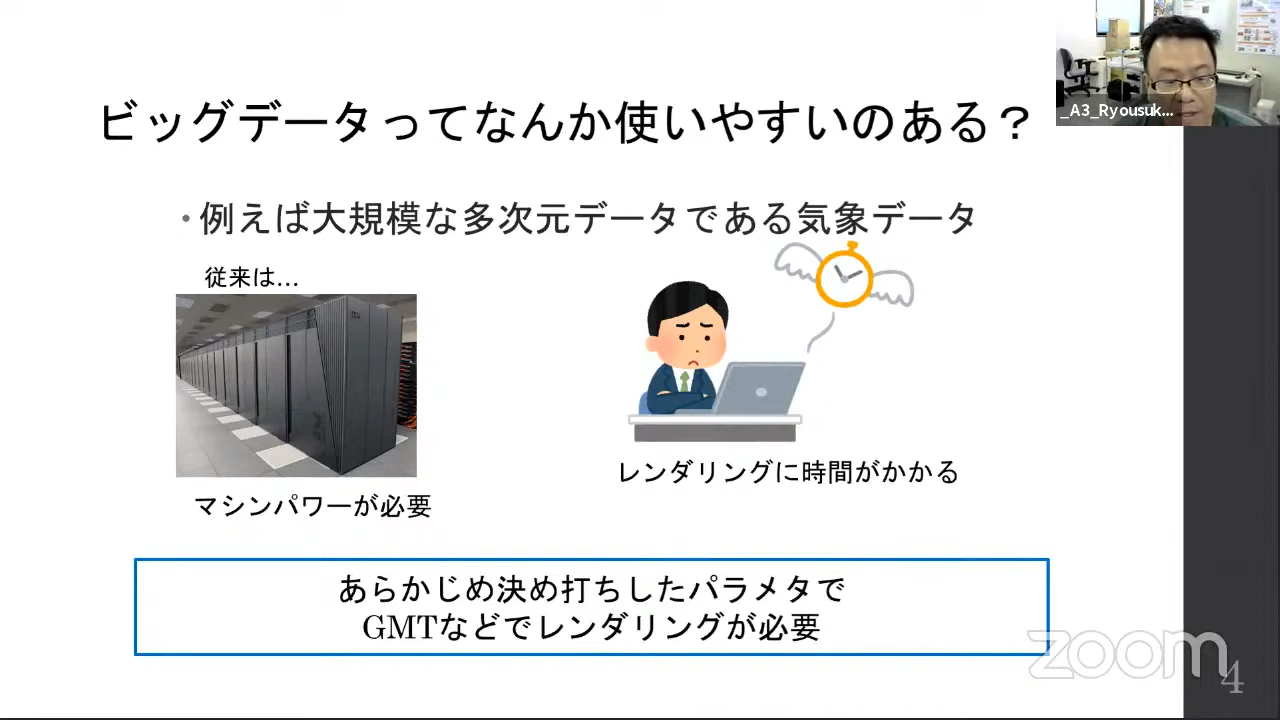 ビッグデータってなんか使いやすいのある？
_A3_Ryousuk...
・例えば大規模な多次元データである気象データ
従来は…
マシンパワーが必要
レンダリングに時間がかかる
あらかじめ決め打ちしたパラメタで
GMTなどでレンダリングが必要
zoom
4